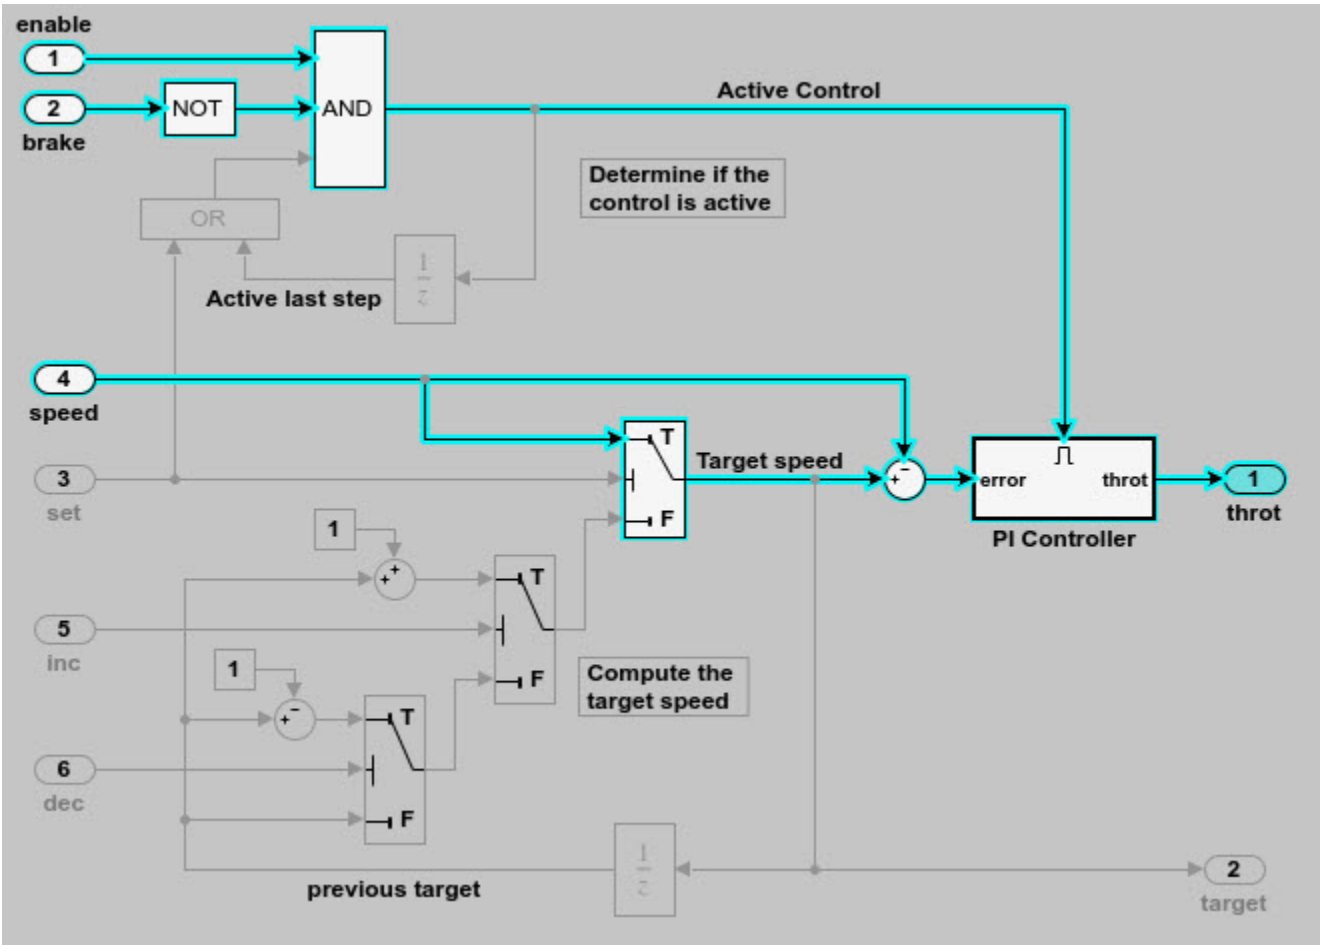 enable
1
2
brake
NOT
AND
Active Control
Determine if the
control is active
OR
1
z
Active last step
4
speed
3
set
T
F
Target speed
+
−
error
throt
PI Controller
1
throt
1
+
+
T
F
5
inc
1
+
−
T
F
Compute the
target speed
6
dec
1
z
previous target
2
target